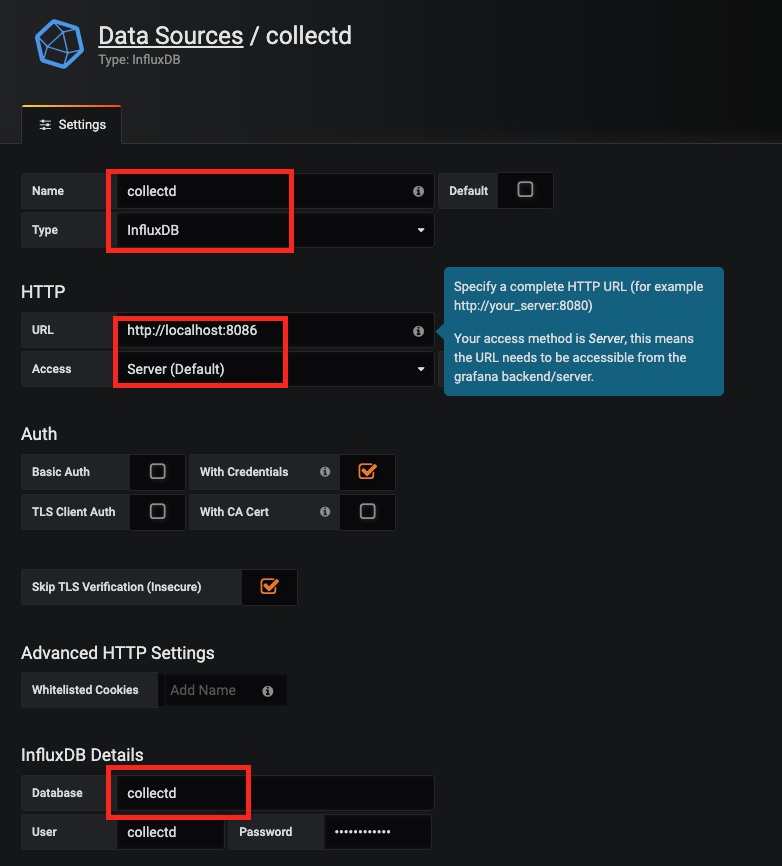 Data Sources / collectd
Type: InfluxDB
Settings
Name collectd Default
Type InfluxDB
HTTP
URL http://localhost:8086
Access Server (Default)
Specify a complete HTTP URL (for example
http://your_server:8080)
Your access method is Server, this means
the URL needs to be accessible from the
grafana backend/server.
Auth
Basic Auth With Credentials
TLS Client Auth With CA Cert
Skip TLS Verification (Insecure)
Advanced HTTP Settings
Whitelisted Cookies Add Name
InfluxDB Details
Database collectd
User collectd Password ••••••••••••